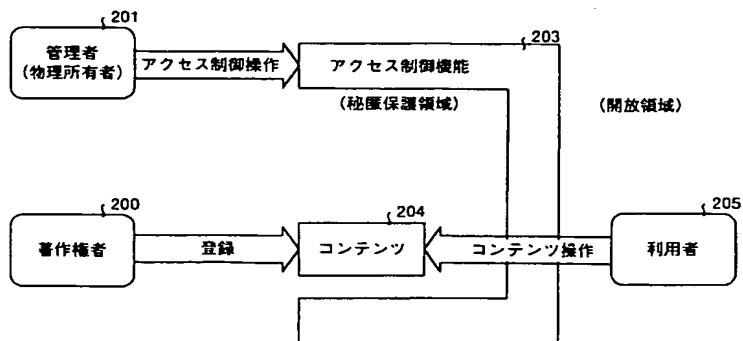 201
管理者
(物理所有者)
アクセス制御操作
203
アクセス制御機能
(秘匿保護領域)
(開放領域)
200
著作権者
登録
204
コンテンツ
コンテンツ操作
205
利用者